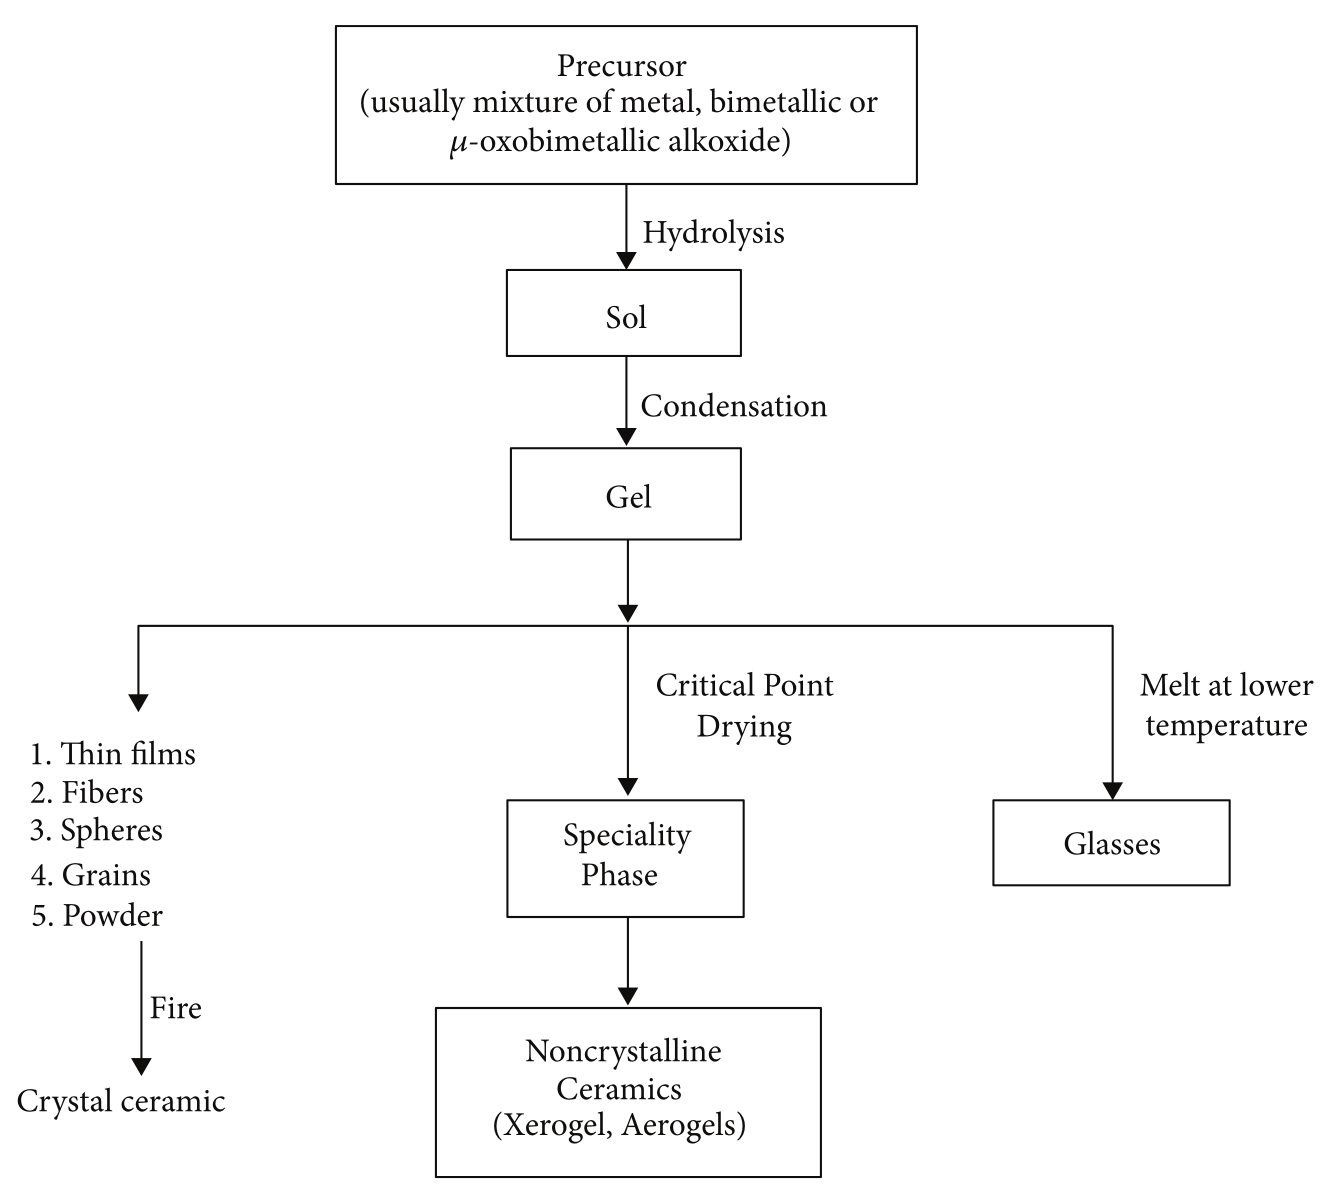 Precursor
(usually mixture of metal, bimetallic or
μ-oxobimetallic alkoxide)
Hydrolysis
Sol
Condensation
Gel
Critical Point
Drying
Melt at lower
temperature
1. Thin films
2. Fibers
3. Spheres
4. Grains
5. Powder
Speciality
Phase
Glasses
Fire
Crystal ceramic
Noncrystalline
Ceramics
(Xerogel, Aerogels)